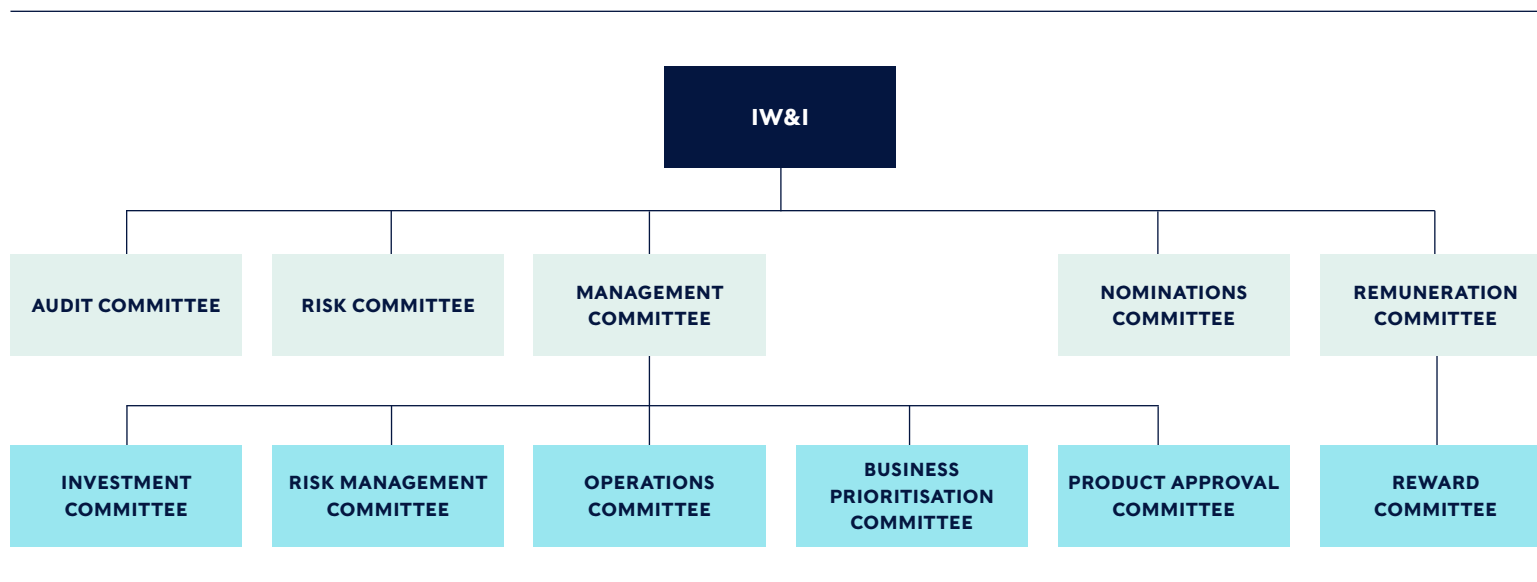 IW&I
AUDIT COMMITTEE
RISK COMMITTEE
MANAGEMENT
COMMITTEE
NOMINATIONS
COMMITTEE
REMUNERATION
COMMITTEE
INVESTMENT
COMMITTEE
RISK MANAGEMENT
COMMITTEE
OPERATIONS
COMMITTEE
BUSINESS
PRIORITISATION
COMMITTEE
PRODUCT APPROVAL
COMMITTEE
REWARD
COMMITTEE